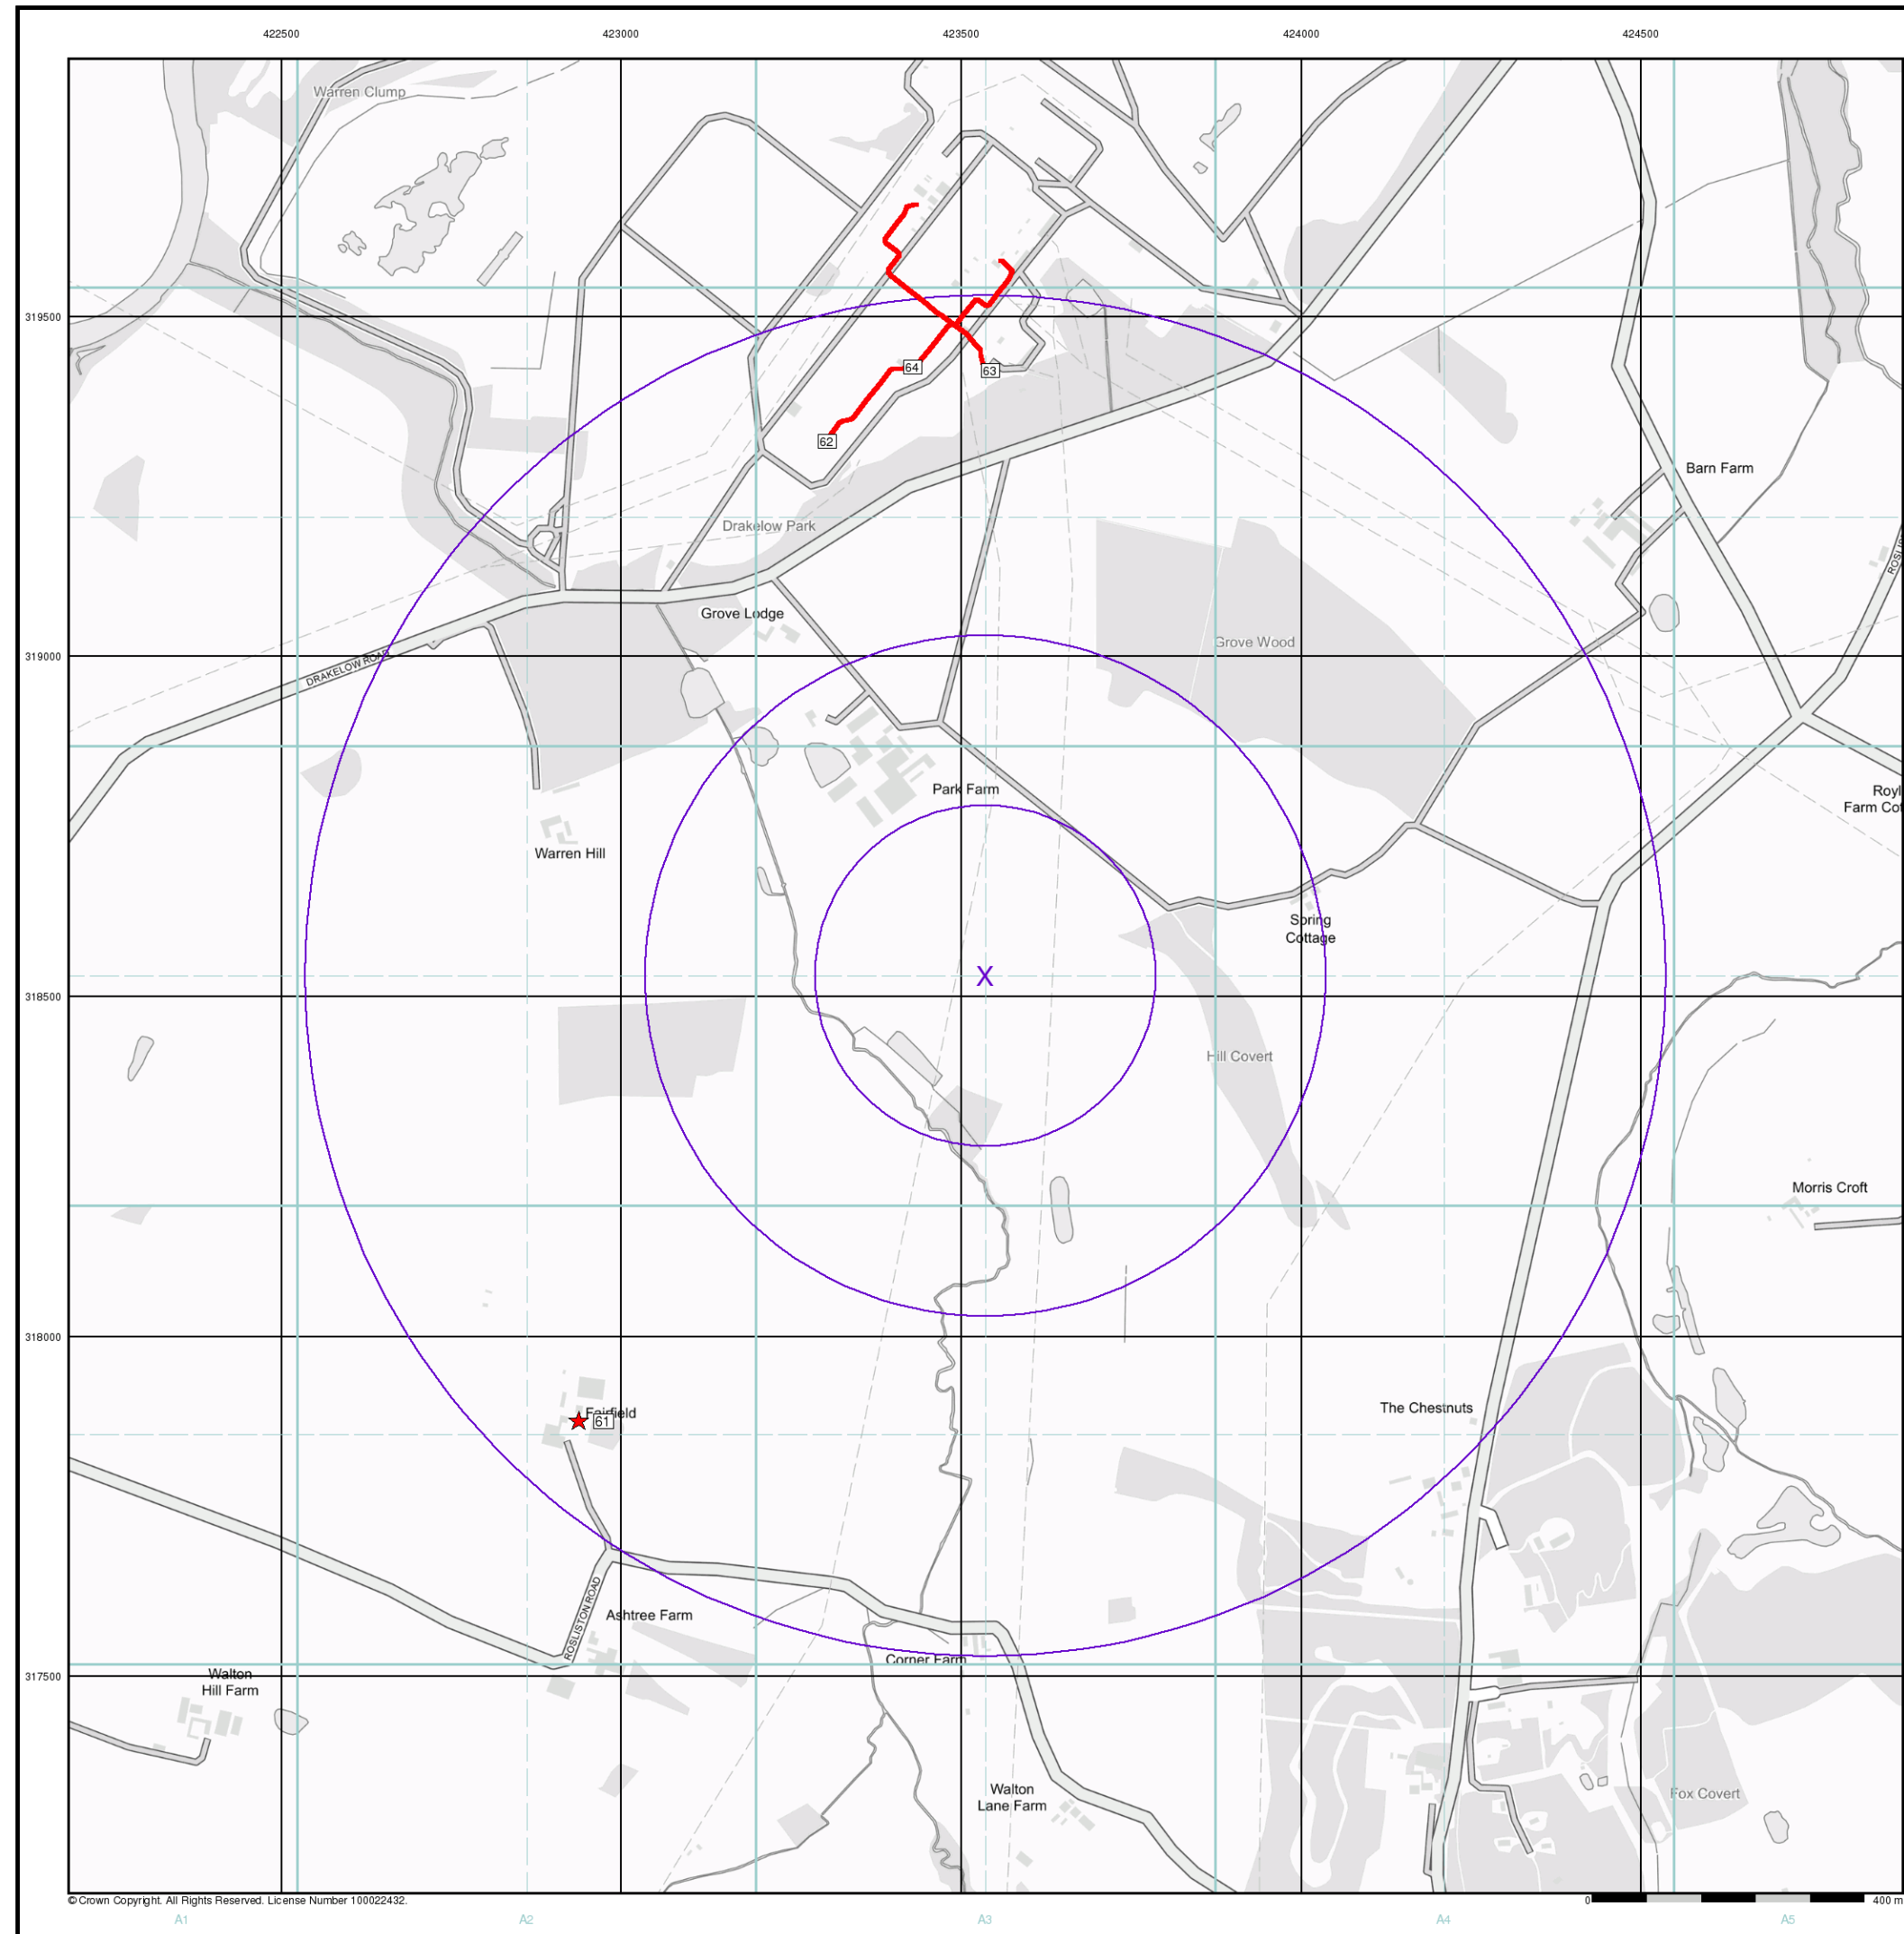 422500
423000
423500
424000
424500
Warren Clump
319500
64
63
62
Barn Farm
Drakelow Park
Grove Lodge
Grove Wood
319000
DRAKELOW ROAD
Park Farm
Royl
Farm Cot
Warren Hill
Spring
Cottage
X
318500
Hill Covert
Morris Croft
318000
The Chestnuts
Fairfield
61
ROSLISTON ROAD
Ashtree Farm
Corner Farm
317500
Walton
Hill Farm
Walton
Lane Farm
Fox Covert
© Crown Copyright. All Rights Reserved. License Number 100022432.
0
400 m
A1
A2
A3
A4
A5